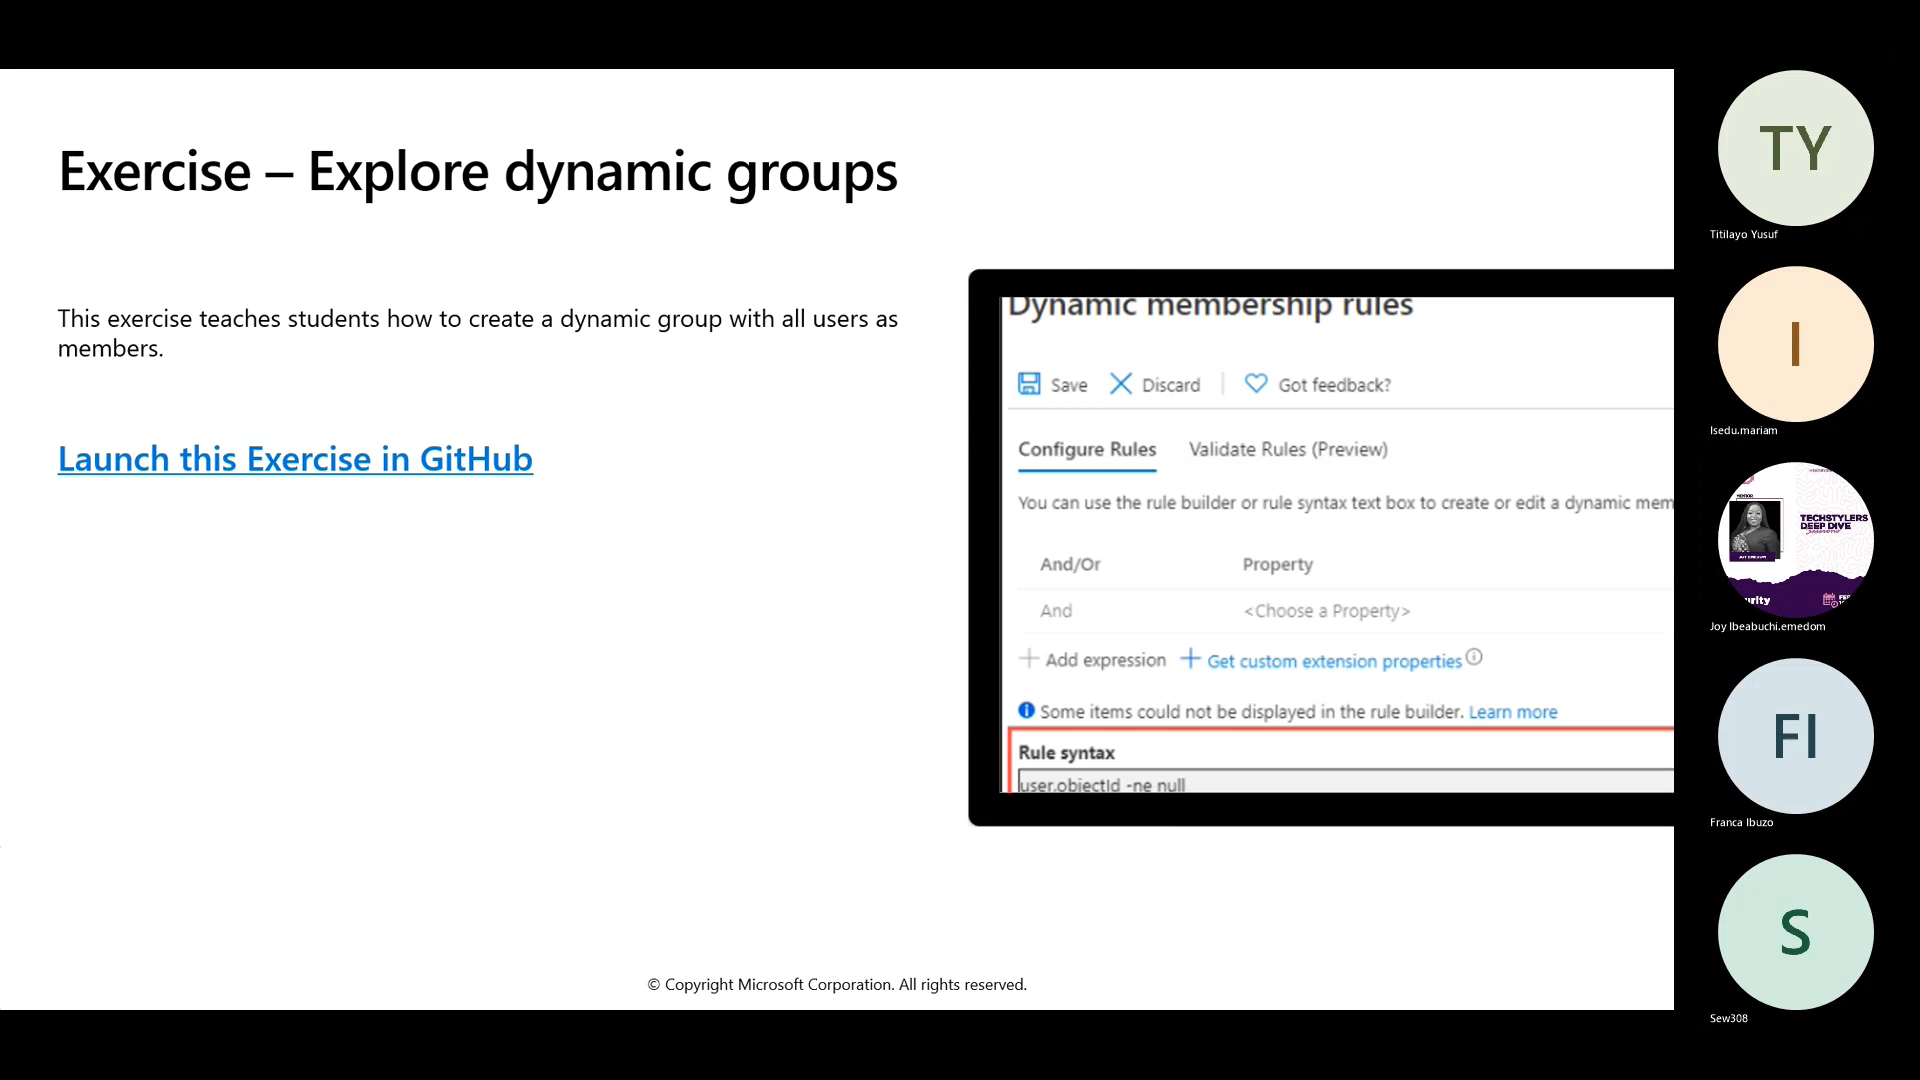 Exercise – Explore dynamic groups
This exercise teaches students how to create a dynamic group with all users as
members.
Launch this Exercise in GitHub
Dynamic membership rules
Save
Discard
Got feedback?
Configure Rules
Validate Rules (Preview)
You can use the rule builder or rule syntax text box to create or edit a dynamic mem
And/Or
Property
And
<Choose a Property>
Add expression
Get custom extension properties
Some items could not be displayed in the rule builder. Learn more
Rule syntax
user.objectId -ne null
© Copyright Microsoft Corporation. All rights reserved.
TY
Titilayo Yusuf
I
Isedu.mariam
MENTOR
TECHSTYLERS
DEEP DIVE
urity
Joy Ibeabuchi.emedom
FI
Franca Ibuzo
S
Sew308